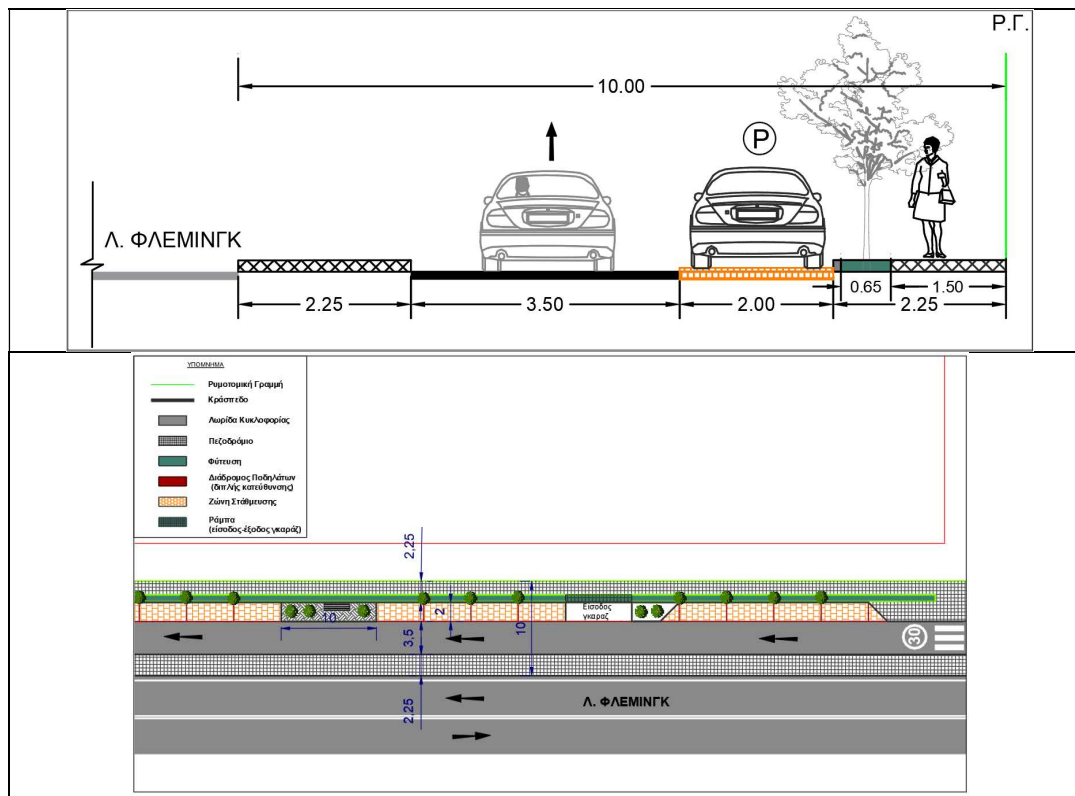 Ρ.Γ.
10.00
P
Λ. ΦΛΕΜΙΝΓΚ
0.65
1.50
2.25
3.50
2.00
2.25
ΥΠΟΜΝΗΜΑ
Ρυμοτομική Γραμμή
Κράσπεδο
Λωρίδα Κυκλοφορίας
Πεζοδρόμιο
Φύτευση
Διάδρομος Ποδηλάτων
(διπλής κατεύθυνσης)
Ζώνη Στάθμευσης
Ράμπα
(είσοδος-έξοδος γκαράζ)
2,25
2
10
Είσοδος
γκαραζ
10
3,5
30
2,25
Λ. ΦΛΕΜΙΝΓΚ